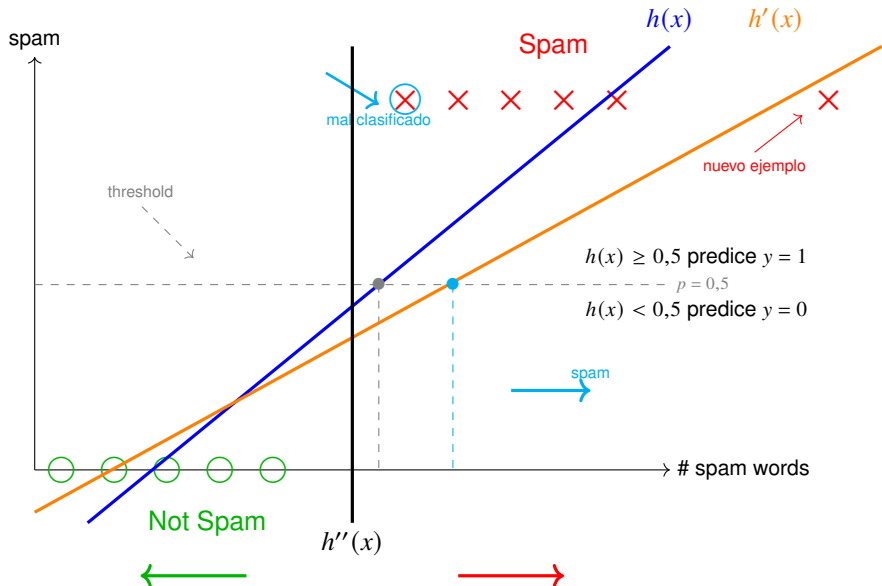 h(x)
h′(x)
spam
Spam
mal clasificado
nuevo ejemplo
threshold
h(x) ≥ 0,5 predice y = 1
p = 0,5
h(x) < 0,5 predice y = 0
spam
# spam words
Not Spam
h′′(x)